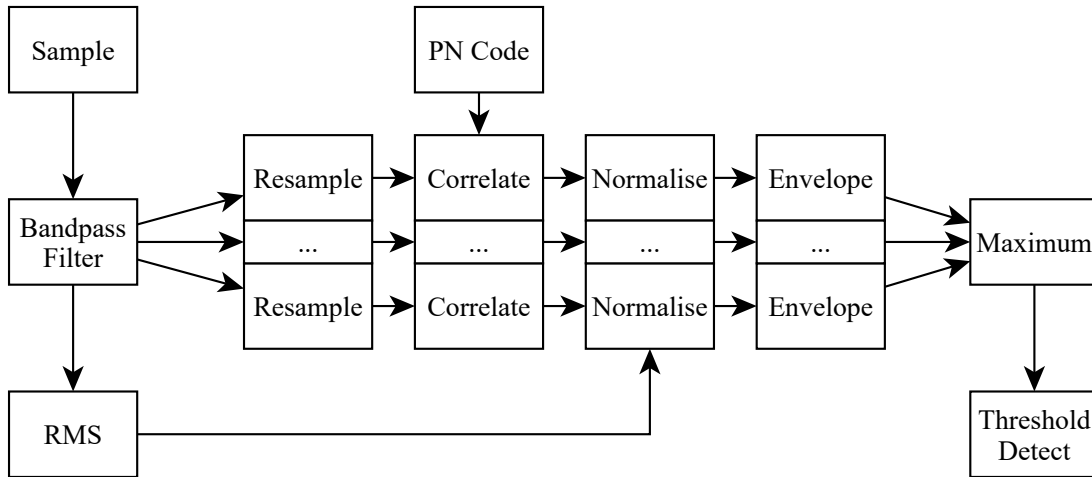 Sample
PN Code
Resample
Correlate
Normalise
Envelope
Bandpass
Filter
...
...
...
...
Maximum
Resample
Correlate
Normalise
Envelope
RMS
Threshold
Detect